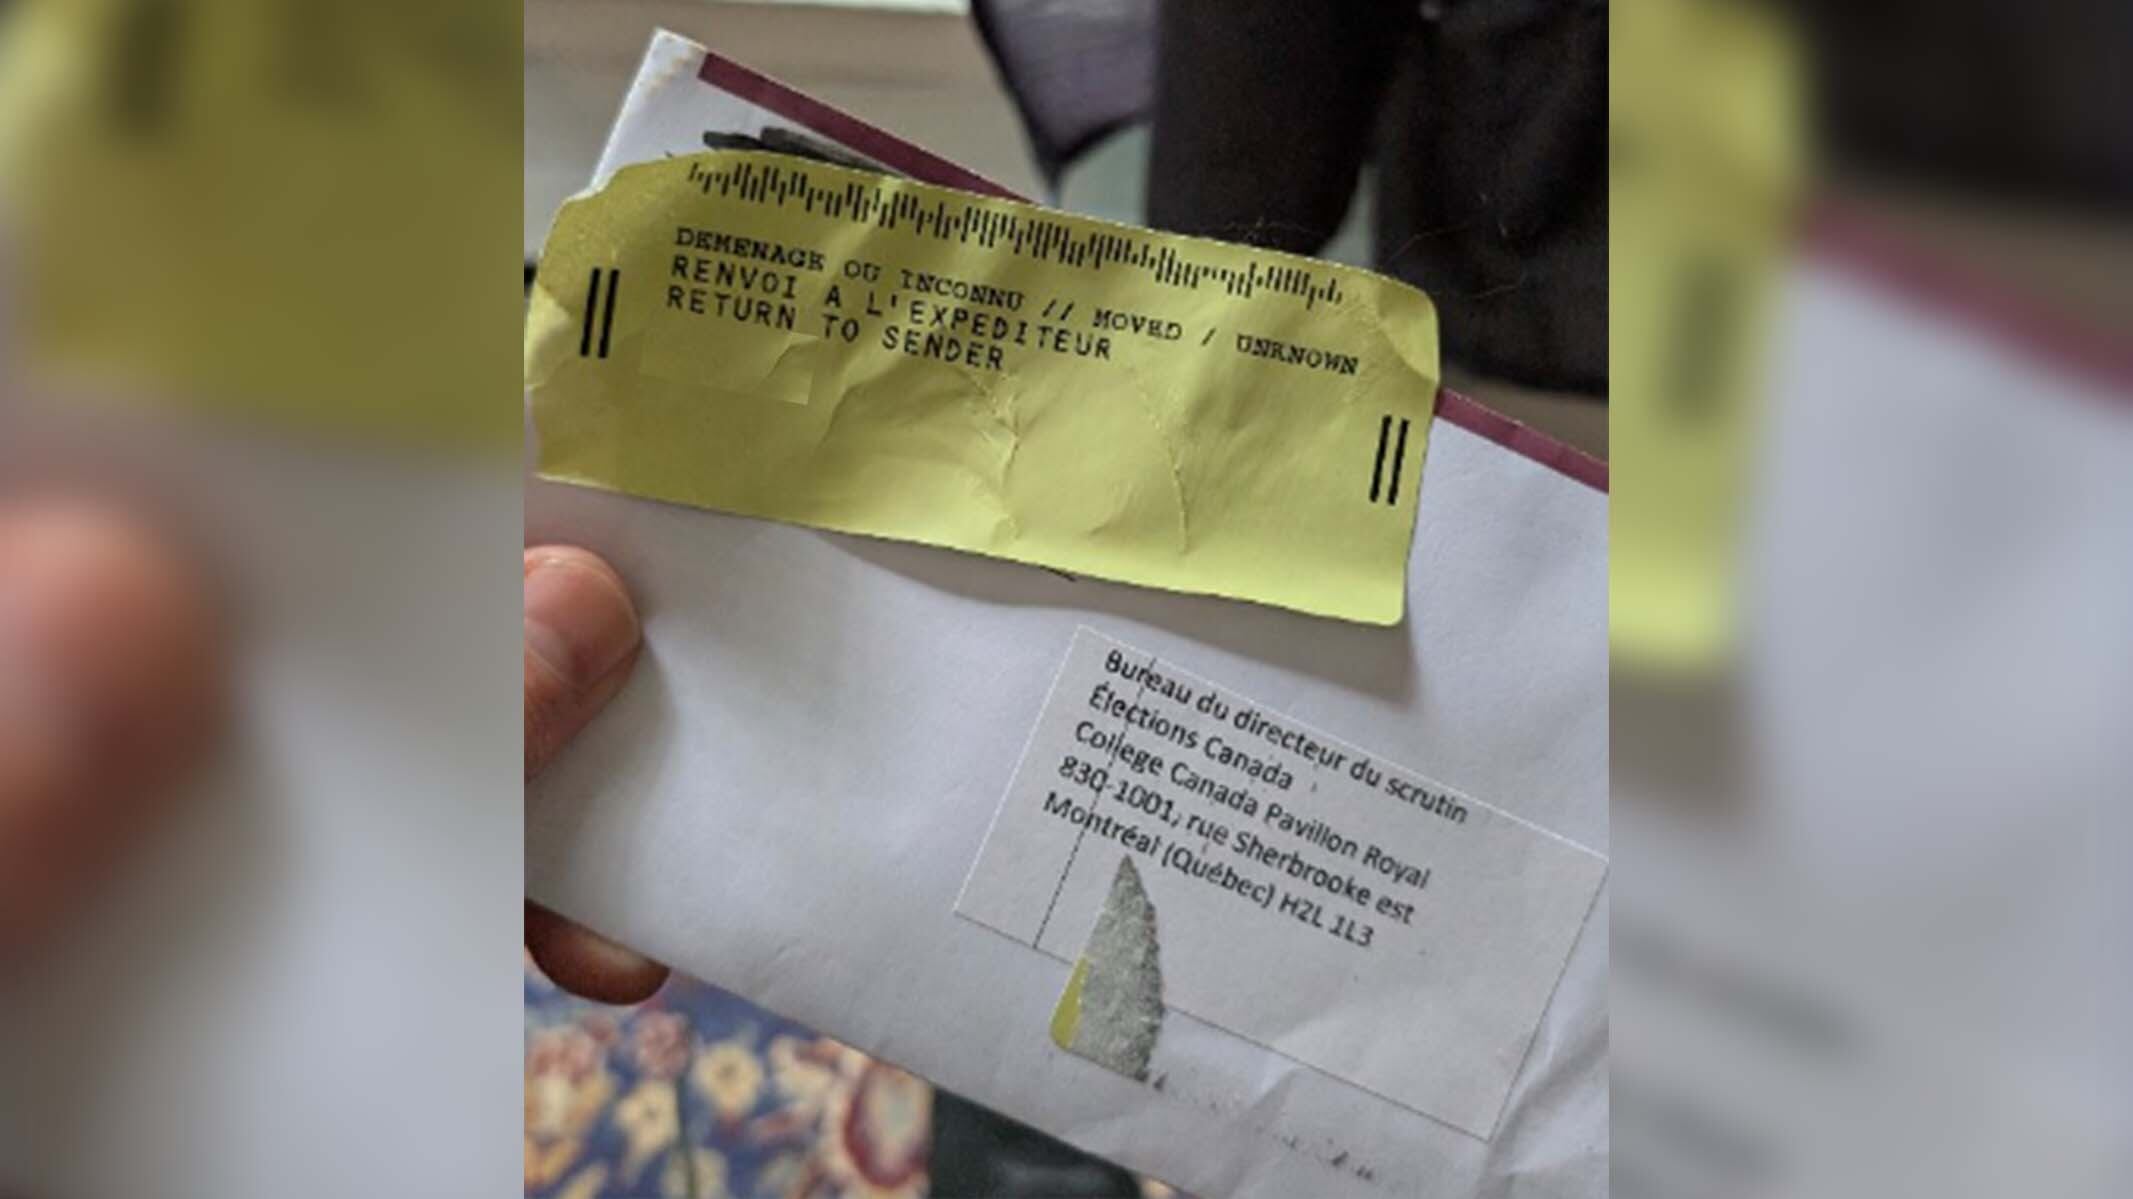 DEMENAGE OU INCONNU // MOVED / UNKNOWN
RENVOI A L'EXPEDITEUR
RETURN TO SENDER
Bureau du directeur du scrutin
Élections Canada
College Canada Pavillon Royal
830-1001, rue Sherbrooke est
Montréal (Québec) H2L 1L3